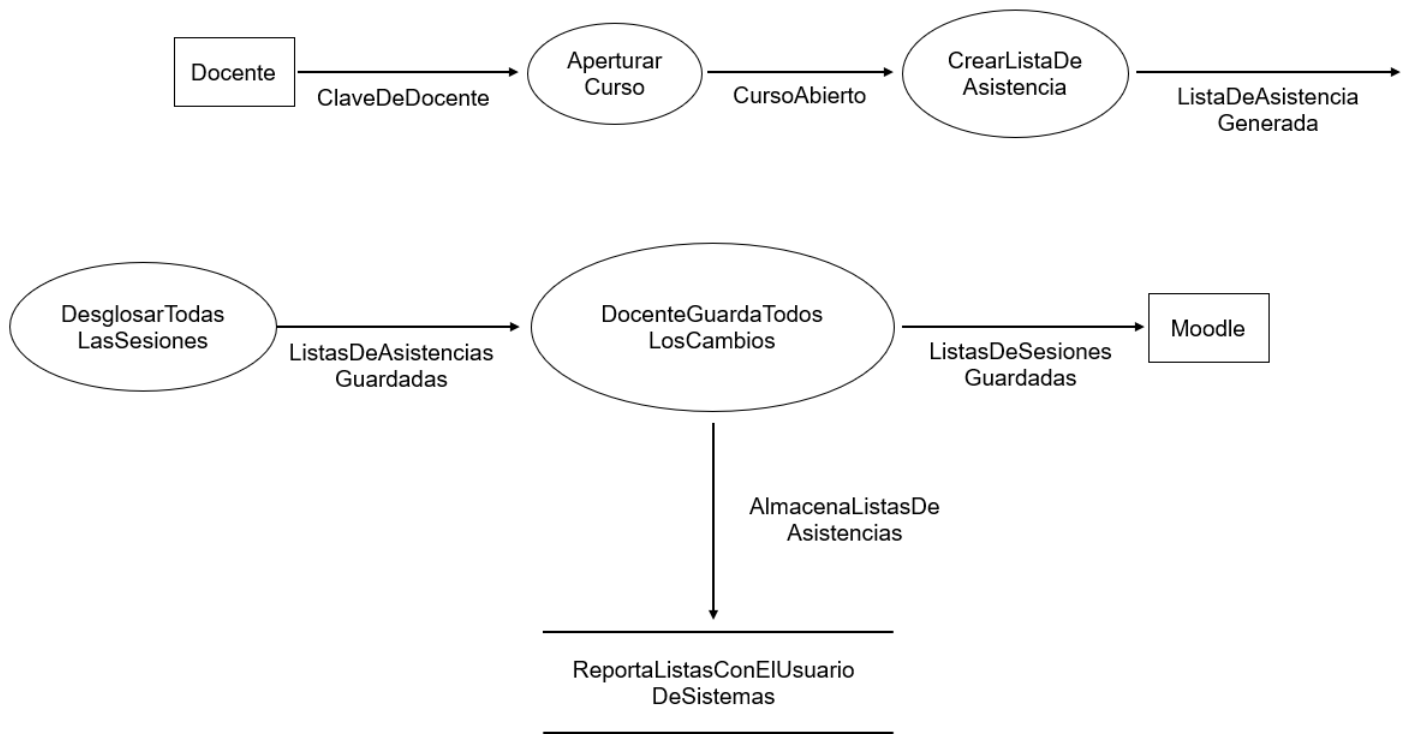 Docente
ClaveDeDocente
Aperturar
Curso
CursoAbierto
CrearListaDe
Asistencia
ListaDeAsistencia
Generada
DesglosarTodas
LasSesiones
ListasDeAsistencias
Guardadas
DocenteGuardaTodos
LosCambios
ListasDeSesiones
Guardadas
Moodle
AlmacenaListasDe
Asistencias
ReportaListasConElUsuario
DeSistemas